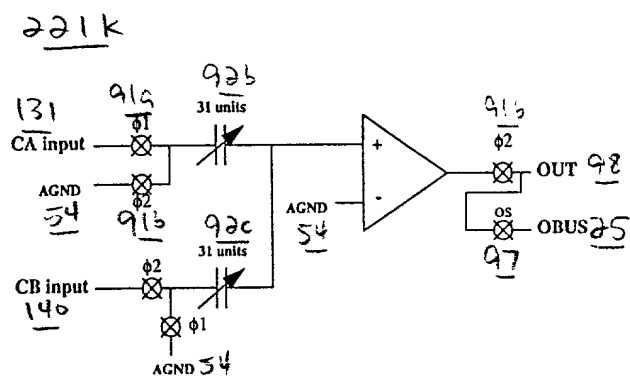 221k
92b
31 units
131
CA input
91a
ϕ1
AGND
54
ϕ2
91b
+
-
AGND
54
91b
ϕ2
OUT 98
os
OBUS 25
97
92c
31 units
ϕ2
CB input
140
ϕ1
AGND 54